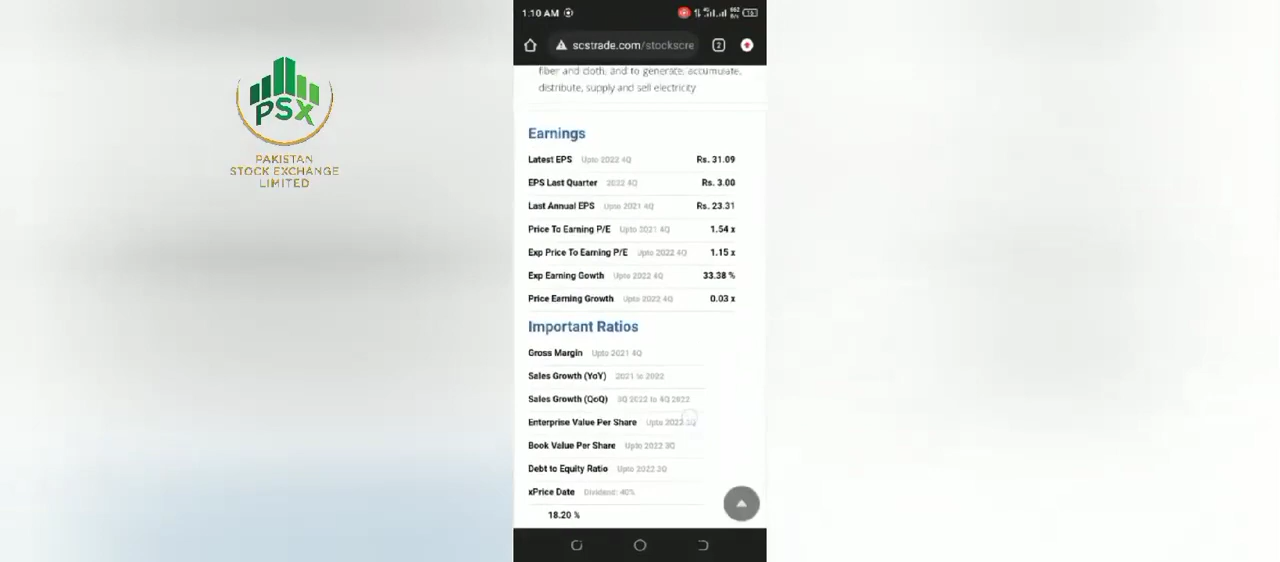 PSX
PAKISTAN
STOCK EXCHANGE
LIMITED
1:10 AM
scstrade.com/stockscre
2
fiber and cloth, and to generate, accumulate,
distribute, supply and sell electricity
Earnings
Latest EPS Upto 2022 4Q Rs. 31.09
EPS Last Quarter 2022 4Q Rs. 3.00
Last Annual EPS Upto 2021 4Q Rs. 23.31
Price To Earning P/E Upto 2021 4Q 1.54 x
Exp Price To Earning P/E Upto 2022 4Q 1.15 x
Exp Earning Gowth Upto 2022 4Q 33.38 %
Price Earning Growth Upto 2022 4Q 0.03 x
Important Ratios
Gross Margin Upto 2021 4Q
Sales Growth (YoY) 2021 to 2022
Sales Growth (QoQ) 3Q 2022 to 4Q 2022
Enterprise Value Per Share Upto 2022 3Q
Book Value Per Share Upto 2022 3Q
Debt to Equity Ratio Upto 2022 3Q
xPrice Date Dividend: 40%
18.20 %